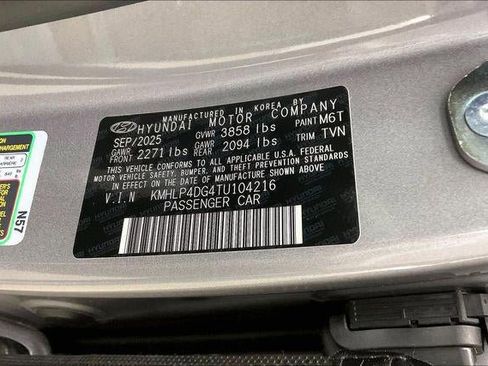 MANUFACTURED IN KOREA BY
HYUNDAI MOTOR COMPANY
SEP/2025 GVWR 3858 lbs PAINT M6T
GAWR FRONT 2271 lbs GAWR REAR 2094 lbs TRIM TVN
THIS VEHICLE CONFORMS TO ALL APPLICABLE U.S.A. FEDERAL
MOTOR VEHICLE SAFETY, BUMPER, AND THEFT PREVENTION
STANDARDS IN EFFECT ON THE DATE OF MANUFACTURE SHOWN ABOVE.
V.I.N KMHLP4DG4TU104216
PASSENGER CAR
REAR
N57